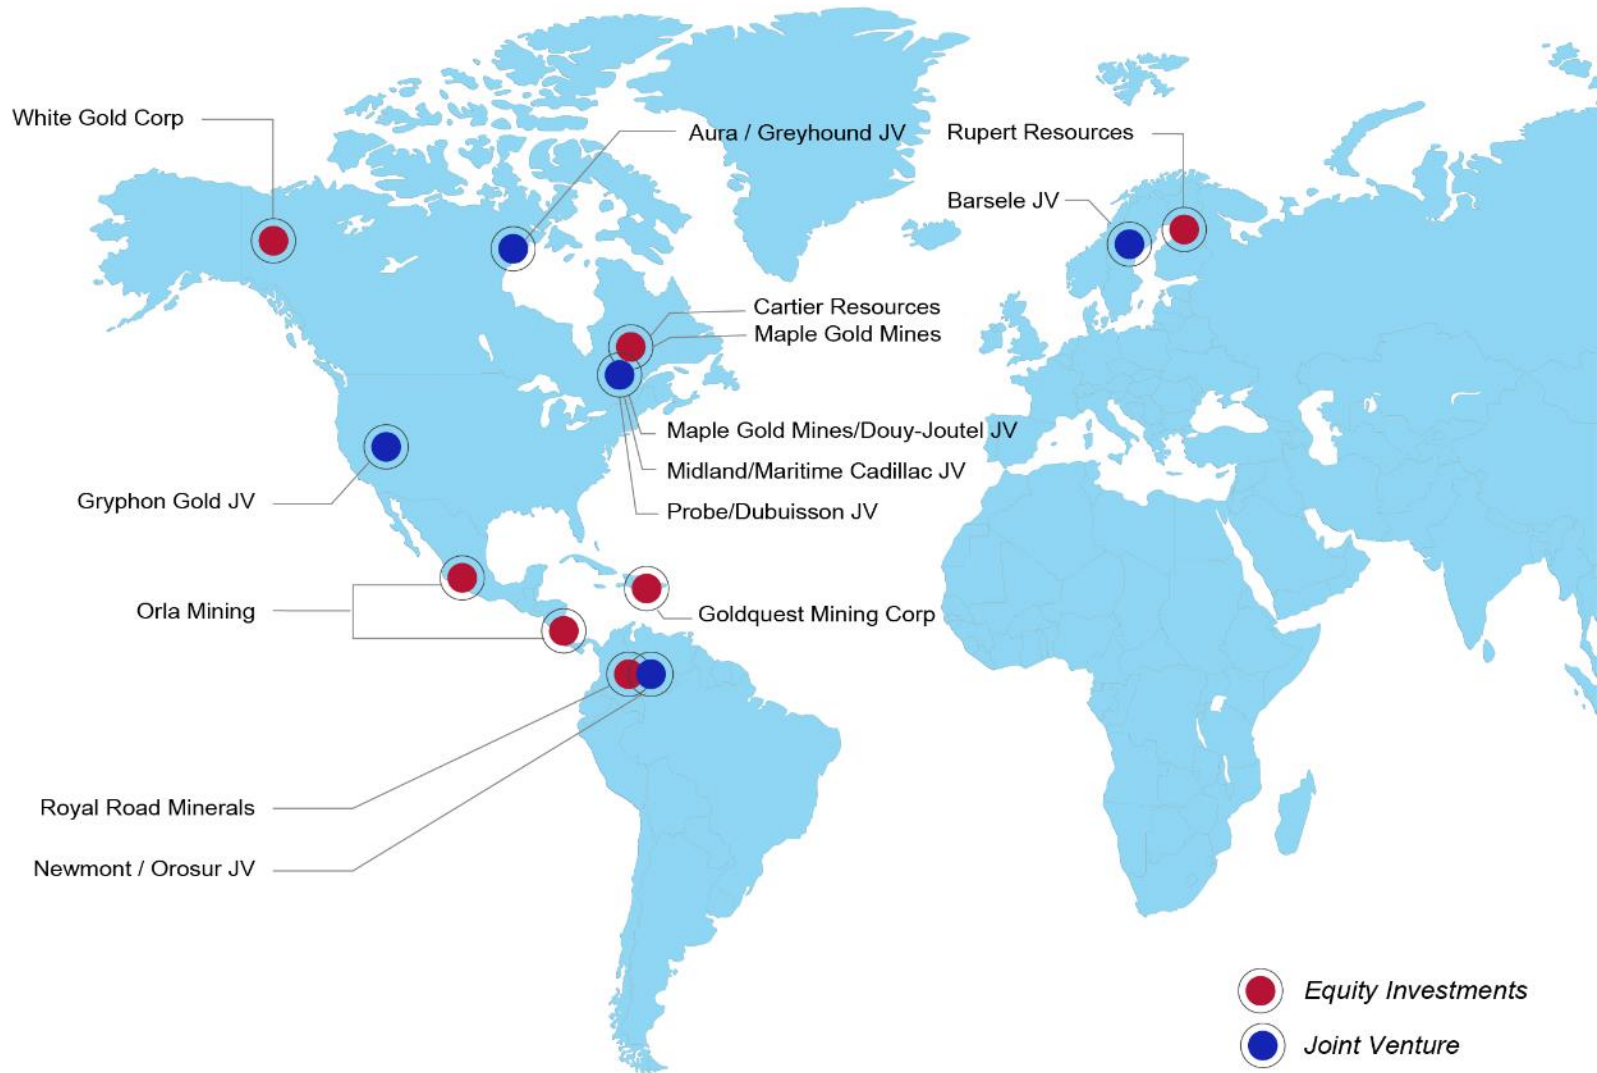 White Gold Corp
Aura / Greyhound JV
Rupert Resources
Barsele JV
Cartier Resources
Maple Gold Mines
Maple Gold Mines/Douy-Joutel JV
Midland/Maritime Cadillac JV
Gryphon Gold JV
Probe/Dubuisson JV
Orla Mining
Goldquest Mining Corp
Royal Road Minerals
Newmont / Orosur JV
Equity Investments
Joint Venture